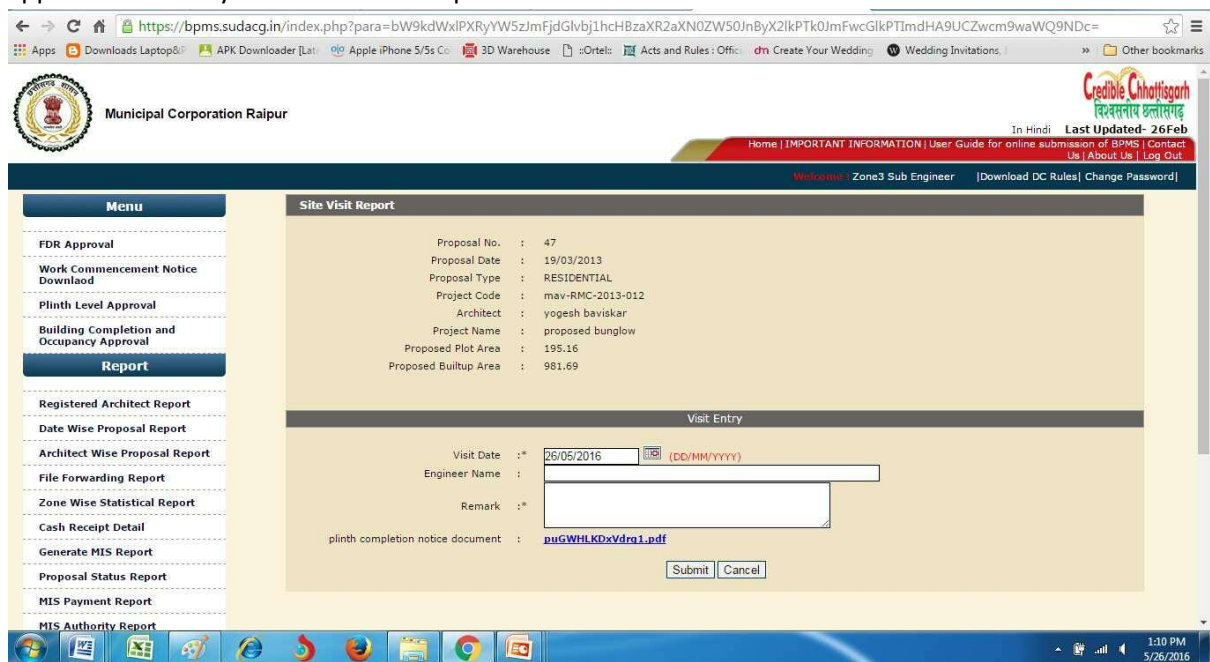 https://bpms.sudacg.in/index.php?para=bW9kdWxlPXRyYW5zJmFjdGlvbj1hcHBzaXR2aXN0ZW50JnByX2lkPTk0JmFwcGlkPTImdHA9UCZwcm9waWQ9NDc=
Apps Downloads Laptop&P APK Downloader [Late Apple iPhone 5/5s Co 3D Warehouse ::Ortel:: Acts and Rules : Offic Create Your Wedding Wedding Invitations, » Other bookmarks
Municipal Corporation Raipur
Credible Chhattisgarh
विश्वसनीय छत्तीसगढ़
In Hindi Last Updated- 26Feb
Home | IMPORTANT INFORMATION | User Guide for online submission of BPMS | Contact
Us | About Us | Log Out
Welcome ! Zone3 Sub Engineer |Download DC Rules| Change Password|
Menu
FDR Approval
Work Commencement Notice
Downlaod
Plinth Level Approval
Building Completion and
Occupancy Approval
Report
Registered Architect Report
Date Wise Proposal Report
Architect Wise Proposal Report
File Forwarding Report
Zone Wise Statistical Report
Cash Receipt Detail
Generate MIS Report
Proposal Status Report
MIS Payment Report
MIS Authority Report
Site Visit Report
Proposal No. : 47
Proposal Date : 19/03/2013
Proposal Type : RESIDENTIAL
Project Code : mav-RMC-2013-012
Architect : yogesh baviskar
Project Name : proposed bunglow
Proposed Plot Area : 195.16
Proposed Builtup Area : 981.69
Visit Entry
Visit Date :* 26/05/2016 (DD/MM/YYYY)
Engineer Name :
Remark :*
plinth completion notice document : puGWHLKDxVdrq1.pdf
Submit Cancel
1:10 PM
5/26/2016